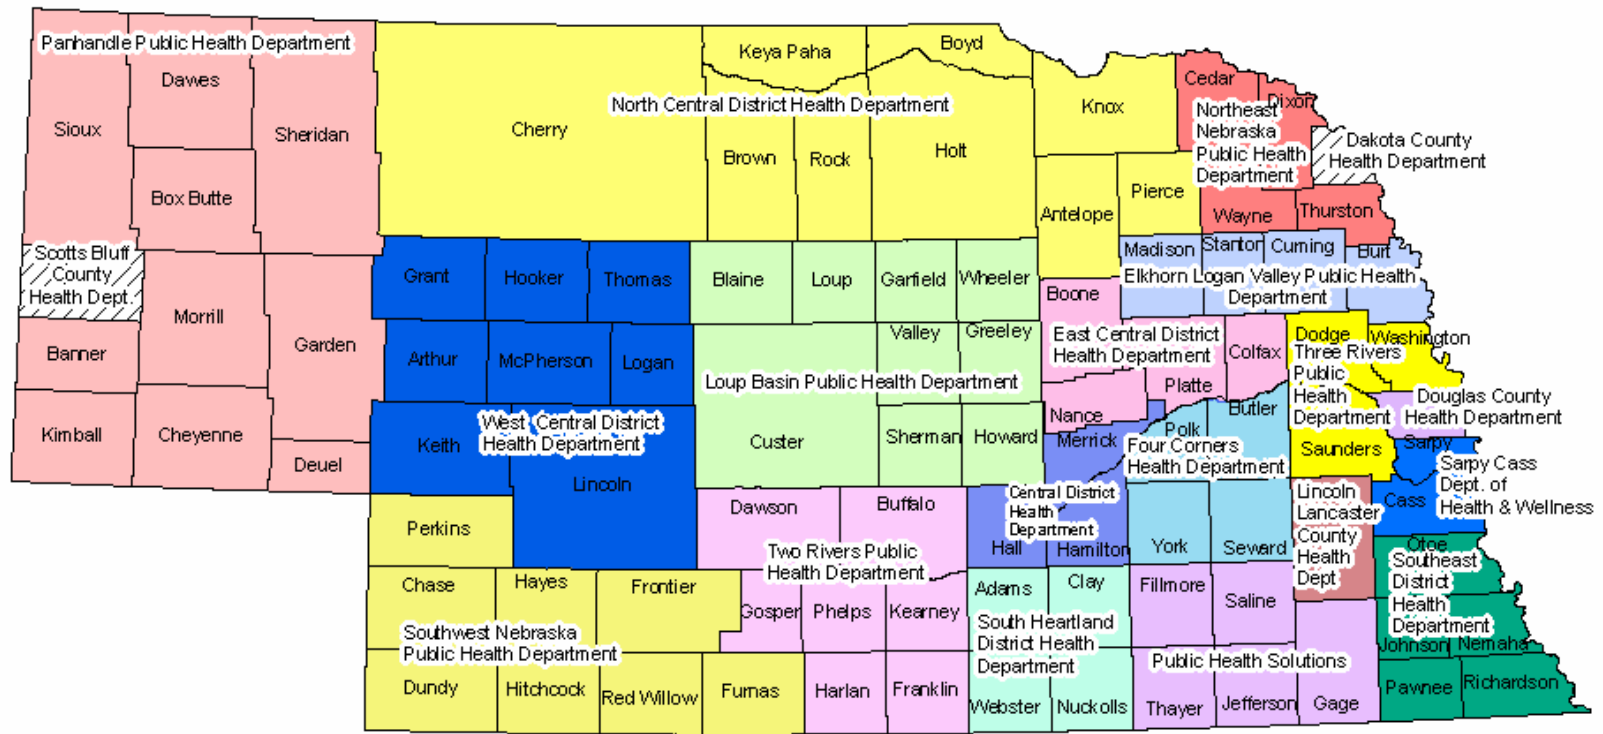 Panhandle Public Health Department
Dawes
Sioux
Sheridan
Box Butte
Scotts Bluff
County
Health Dept.
Morrill
Banner
Garden
Kimball
Cheyenne
Deuel
Keya Paha
Boyd
North Central District Health Department
Cherry
Brown
Rock
Holt
Knox
Pierce
Antelope
Cedar
Dixon
Northeast
Nebraska
Public Health
Department
Wayne
Thurston
Dakota County
Health Department
Grant
Hooker
Thomas
Arthur
McPherson
Logan
West Central District
Health Department
Keith
Lincoln
Blaine
Loup
Garfield
Wheeler
Valley
Greeley
Loup Basin Public Health Department
Custer
Sherman
Howard
Madison
Stanton
Cuming
Burt
Elkhorn Logan Valley Public Health
Department
Boone
East Central District
Health Department
Colfax
Platte
Nance
Dodge
Washington
Three Rivers
Public
Health
Department
Saunders
Douglas County
Health Department
Sarpy
Cass
Sarpy Cass
Dept. of
Health & Wellness
Merrick
Central District
Health
Department
Hall
Hamilton
Polk
Butler
Four Corners
Health Department
York
Seward
Lincoln
Lancaster
County
Health
Dept
Otoe
Southeast
District
Health
Department
Johnson
Nemaha
Pawnee
Richardson
Perkins
Chase
Hayes
Frontier
Southwest Nebraska
Public Health Department
Dundy
Hitchcock
Red Willow
Furnas
Dawson
Buffalo
Two Rivers Public
Health Department
Gosper
Phelps
Kearney
Harlan
Franklin
Adams
Clay
South Heartland
District Health
Department
Webster
Nuckolls
Fillmore
Saline
Public Health Solutions
Thayer
Jefferson
Gage